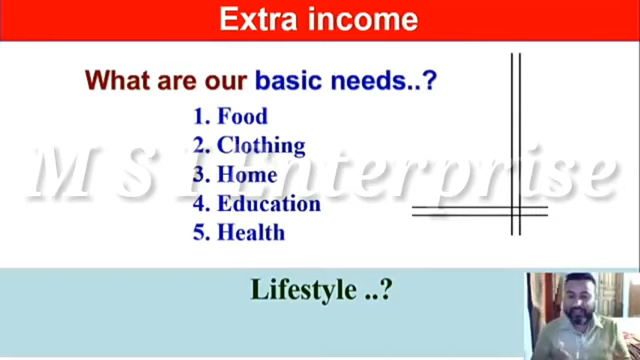 Extra income
What are our basic needs..?
1. Food
2. Clothing
3. Home
4. Education
5. Health
M S I Enterprise
Lifestyle ..?